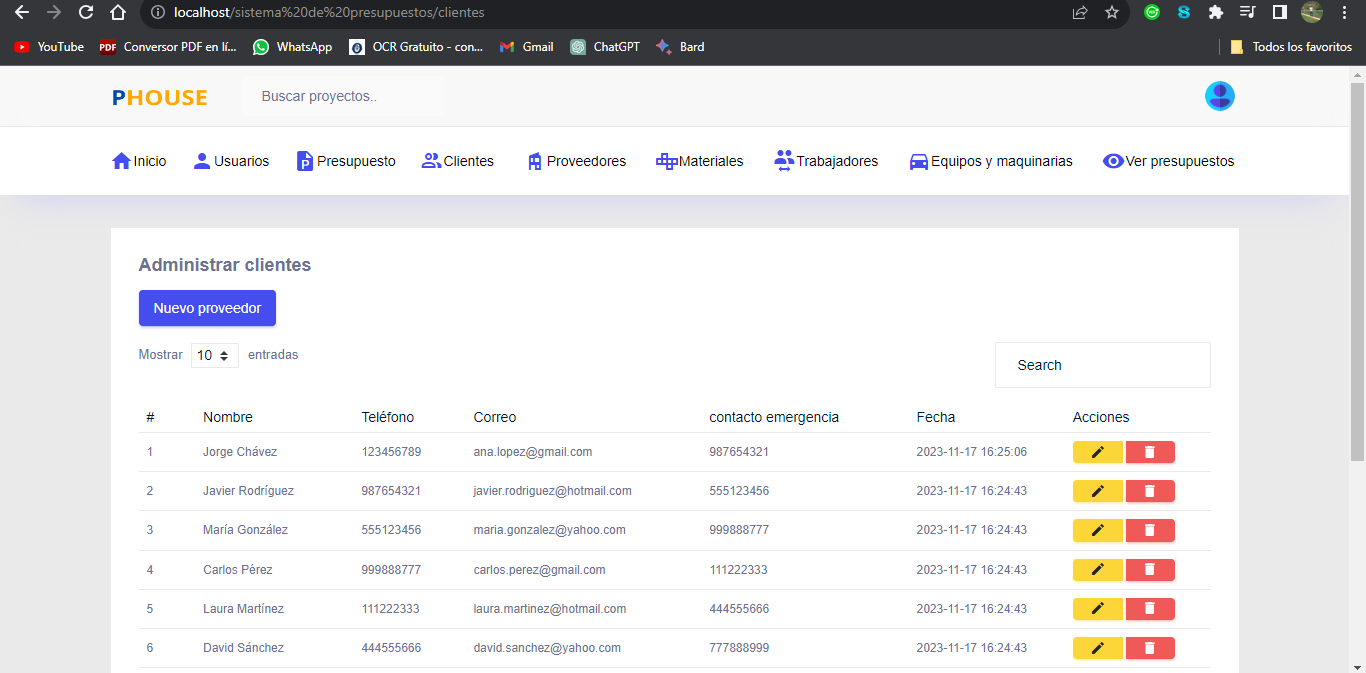 localhost/sistema%20de%20presupuestos/clientes
YouTube PDF Conversor PDF en lí... WhatsApp OCR Gratuito - con... Gmail ChatGPT Bard Todos los favoritos
PHOUSE Buscar proyectos..
Inicio Usuarios Presupuesto Clientes Proveedores Materiales Trabajadores Equipos y maquinarias Ver presupuestos
Administrar clientes
Nuevo proveedor
Mostrar 10 entradas Search
# Nombre Teléfono Correo contacto emergencia Fecha Acciones
1 Jorge Chávez 123456789 ana.lopez@gmail.com 987654321 2023-11-17 16:25:06
2 Javier Rodríguez 987654321 javier.rodriguez@hotmail.com 555123456 2023-11-17 16:24:43
3 María González 555123456 maria.gonzalez@yahoo.com 999888777 2023-11-17 16:24:43
4 Carlos Pérez 999888777 carlos.perez@gmail.com 111222333 2023-11-17 16:24:43
5 Laura Martínez 111222333 laura.martinez@hotmail.com 444555666 2023-11-17 16:24:43
6 David Sánchez 444555666 david.sanchez@yahoo.com 777888999 2023-11-17 16:24:43